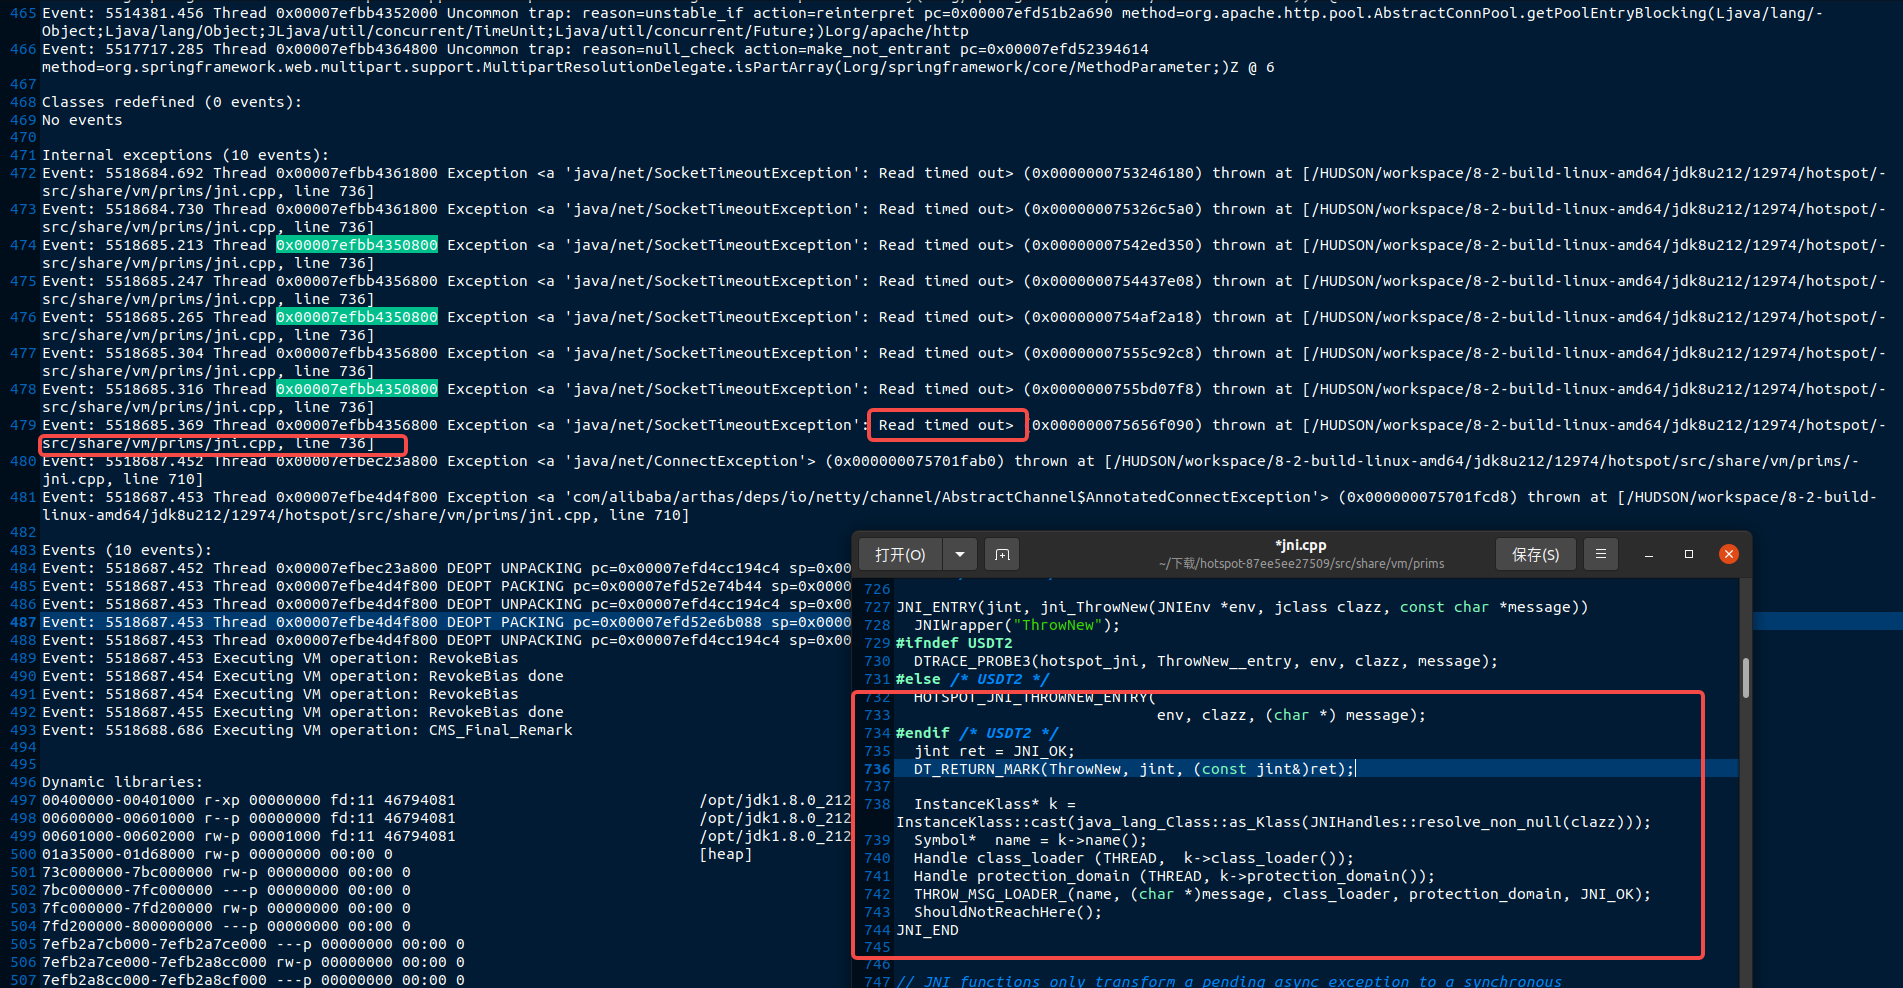 465 Event: 5514381.456 Thread 0x00007efbb4352000 Uncommon trap: reason=unstable_if action=reinterpret pc=0x00007efd51b2a690 method=org.apache.http.pool.AbstractConnPool.getPoolEntryBlocking(Ljava/lang/-
Object;Ljava/lang/Object;JLjava/util/concurrent/TimeUnit;Ljava/util/concurrent/Future;)Lorg/apache/http
466 Event: 5517717.285 Thread 0x00007efbb4364800 Uncommon trap: reason=null_check action=make_not_entrant pc=0x00007efd52394614
method=org.springframework.web.multipart.support.MultipartResolutionDelegate.isPartArray(Lorg/springframework/core/MethodParameter;)Z @ 6
467
468 Classes redefined (0 events):
469 No events
470
471 Internal exceptions (10 events):
472 Event: 5518684.692 Thread 0x00007efbb4361800 Exception <a 'java/net/SocketTimeoutException': Read timed out> (0x0000000753246180) thrown at [/HUDSON/workspace/8-2-build-linux-amd64/jdk8u212/12974/hotspot/-
src/share/vm/prims/jni.cpp, line 736]
473 Event: 5518684.730 Thread 0x00007efbb4361800 Exception <a 'java/net/SocketTimeoutException': Read timed out> (0x000000075326c5a0) thrown at [/HUDSON/workspace/8-2-build-linux-amd64/jdk8u212/12974/hotspot/-
src/share/vm/prims/jni.cpp, line 736]
474 Event: 5518685.213 Thread 0x00007efbb4350800 Exception <a 'java/net/SocketTimeoutException': Read timed out> (0x00000007542ed350) thrown at [/HUDSON/workspace/8-2-build-linux-amd64/jdk8u212/12974/hotspot/-
src/share/vm/prims/jni.cpp, line 736]
475 Event: 5518685.247 Thread 0x00007efbb4356800 Exception <a 'java/net/SocketTimeoutException': Read timed out> (0x0000000754437e08) thrown at [/HUDSON/workspace/8-2-build-linux-amd64/jdk8u212/12974/hotspot/-
src/share/vm/prims/jni.cpp, line 736]
476 Event: 5518685.265 Thread 0x00007efbb4350800 Exception <a 'java/net/SocketTimeoutException': Read timed out> (0x0000000754af2a18) thrown at [/HUDSON/workspace/8-2-build-linux-amd64/jdk8u212/12974/hotspot/-
src/share/vm/prims/jni.cpp, line 736]
477 Event: 5518685.304 Thread 0x00007efbb4356800 Exception <a 'java/net/SocketTimeoutException': Read timed out> (0x00000007555c92c8) thrown at [/HUDSON/workspace/8-2-build-linux-amd64/jdk8u212/12974/hotspot/-
src/share/vm/prims/jni.cpp, line 736]
478 Event: 5518685.316 Thread 0x00007efbb4350800 Exception <a 'java/net/SocketTimeoutException': Read timed out> (0x0000000755bd07f8) thrown at [/HUDSON/workspace/8-2-build-linux-amd64/jdk8u212/12974/hotspot/-
src/share/vm/prims/jni.cpp, line 736]
479 Event: 5518685.369 Thread 0x00007efbb4356800 Exception <a 'java/net/SocketTimeoutException': Read timed out> (0x000000075656f090) thrown at [/HUDSON/workspace/8-2-build-linux-amd64/jdk8u212/12974/hotspot/-
src/share/vm/prims/jni.cpp, line 736]
480 Event: 5518687.452 Thread 0x00007efbec23a800 Exception <a 'java/net/ConnectException'> (0x000000075701fab0) thrown at [/HUDSON/workspace/8-2-build-linux-amd64/jdk8u212/12974/hotspot/src/share/vm/prims/-
jni.cpp, line 710]
481 Event: 5518687.453 Thread 0x00007efbe4d4f800 Exception <a 'com/alibaba/arthas/deps/io/netty/channel/AbstractChannel$AnnotatedConnectException'> (0x000000075701fcd8) thrown at [/HUDSON/workspace/8-2-build-
linux-amd64/jdk8u212/12974/hotspot/src/share/vm/prims/jni.cpp, line 710]
482
483 Events (10 events):
484 Event: 5518687.452 Thread 0x00007efbec23a800 DEOPT UNPACKING pc=0x00007efd4cc194c4 sp=0x00
485 Event: 5518687.453 Thread 0x00007efbe4d4f800 DEOPT PACKING pc=0x00007efd52e74b44 sp=0x0000
486 Event: 5518687.453 Thread 0x00007efbe4d4f800 DEOPT UNPACKING pc=0x00007efd4cc194c4 sp=0x00
487 Event: 5518687.453 Thread 0x00007efbe4d4f800 DEOPT PACKING pc=0x00007efd52e6b088 sp=0x0000
488 Event: 5518687.453 Thread 0x00007efbe4d4f800 DEOPT UNPACKING pc=0x00007efd4cc194c4 sp=0x00
489 Event: 5518687.453 Executing VM operation: RevokeBias
490 Event: 5518687.454 Executing VM operation: RevokeBias done
491 Event: 5518687.454 Executing VM operation: RevokeBias
492 Event: 5518687.455 Executing VM operation: RevokeBias done
493 Event: 5518688.686 Executing VM operation: CMS_Final_Remark
494
495
496 Dynamic libraries:
497 00400000-00401000 r-xp 00000000 fd:11 46794081 /opt/jdk1.8.0_212
498 00600000-00601000 r--p 00000000 fd:11 46794081 /opt/jdk1.8.0_212
499 00601000-00602000 rw-p 00001000 fd:11 46794081 /opt/jdk1.8.0_212
500 01a35000-01d68000 rw-p 00000000 00:00 0 [heap]
501 73c000000-7bc000000 rw-p 00000000 00:00 0
502 7bc000000-7fc000000 ---p 00000000 00:00 0
503 7fc000000-7fd200000 rw-p 00000000 00:00 0
504 7fd200000-800000000 ---p 00000000 00:00 0
505 7efb2a7cb000-7efb2a7ce000 ---p 00000000 00:00 0
506 7efb2a7ce000-7efb2a8cc000 rw-p 00000000 00:00 0
507 7efb2a8cc000-7efb2a8cf000 ---p 00000000 00:00 0
打开(O)
*jni.cpp
~/下载/hotspot-87ee5ee27509/src/share/vm/prims
保存(S)
726
727 JNI_ENTRY(jint, jni_ThrowNew(JNIEnv *env, jclass clazz, const char *message))
728 JNIWrapper("ThrowNew");
729 #ifndef USDT2
730 DTRACE_PROBE3(hotspot_jni, ThrowNew__entry, env, clazz, message);
731 #else /* USDT2 */
732 HOTSPOT_JNI_THROWNEW_ENTRY(
733 env, clazz, (char *) message);
734 #endif /* USDT2 */
735 jint ret = JNI_OK;
736 DT_RETURN_MARK(ThrowNew, jint, (const jint&)ret);
737
738 InstanceKlass* k =
InstanceKlass::cast(java_lang_Class::as_Klass(JNIHandles::resolve_non_null(clazz)));
739 Symbol* name = k->name();
740 Handle class_loader (THREAD, k->class_loader());
741 Handle protection_domain (THREAD, k->protection_domain());
742 THROW_MSG_LOADER_(name, (char *)message, class_loader, protection_domain, JNI_OK);
743 ShouldNotReachHere();
744 JNI_END
745
746
747 // JNI functions only transform a pending async exception to a synchronous